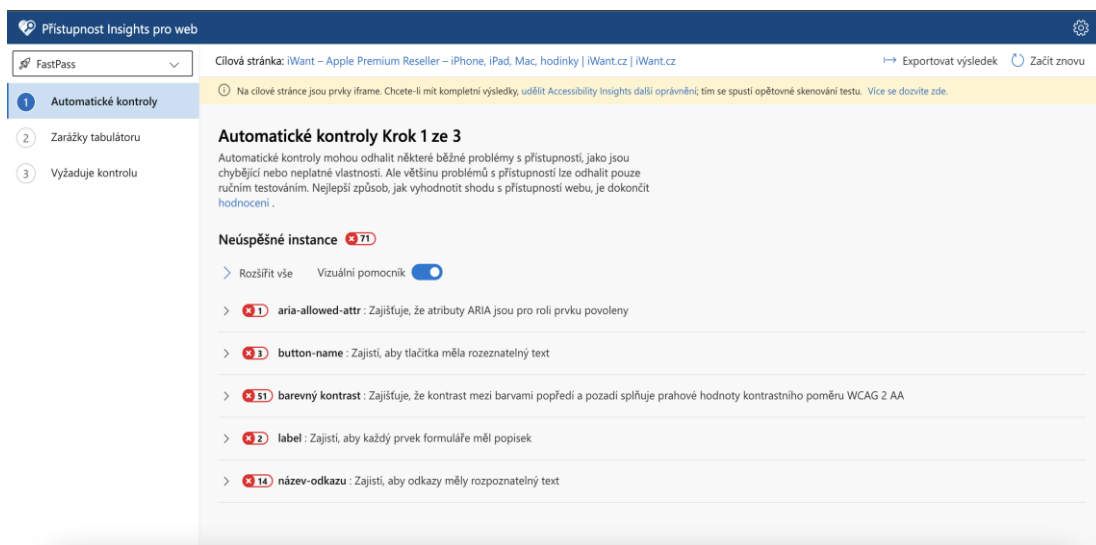 Přístupnost Insights pro web
FastPass
Cílová stránka: iWant – Apple Premium Reseller – iPhone, iPad, Mac, hodinky | iWant.cz | iWant.cz
Exportovat výsledek
Začít znovu
Na cílové stránce jsou prvky iframe. Chcete-li mít kompletní výsledky, udělit Accessibility Insights další oprávnění; tím se spustí opětovné skenování testu. Více se dozvíte zde.
1 Automatické kontroly
2 Zarážky tabulátoru
3 Vyžaduje kontrolu
Automatické kontroly Krok 1 ze 3
Automatické kontroly mohou odhalit některé běžné problémy s přístupností, jako jsou
chybějící nebo neplatné vlastnosti. Ale většinu problémů s přístupností lze odhalit pouze
ručním testováním. Nejlepší způsob, jak vyhodnotit shodu s přístupností webu, je dokončit
hodnocení .
Neúspěšné instance 71
Rozšířit vše Vizuální pomocník
1 aria-allowed-attr : Zajišťuje, že atributy ARIA jsou pro roli prvku povoleny
3 button-name : Zajistí, aby tlačítka měla rozeznatelný text
51 barevný kontrast : Zajišťuje, že kontrast mezi barvami popředí a pozadí splňuje prahové hodnoty kontrastního poměru WCAG 2 AA
2 label : Zajistí, aby každý prvek formuláře měl popisek
14 název-odkazu : Zajistí, aby odkazy měly rozpoznatelný text